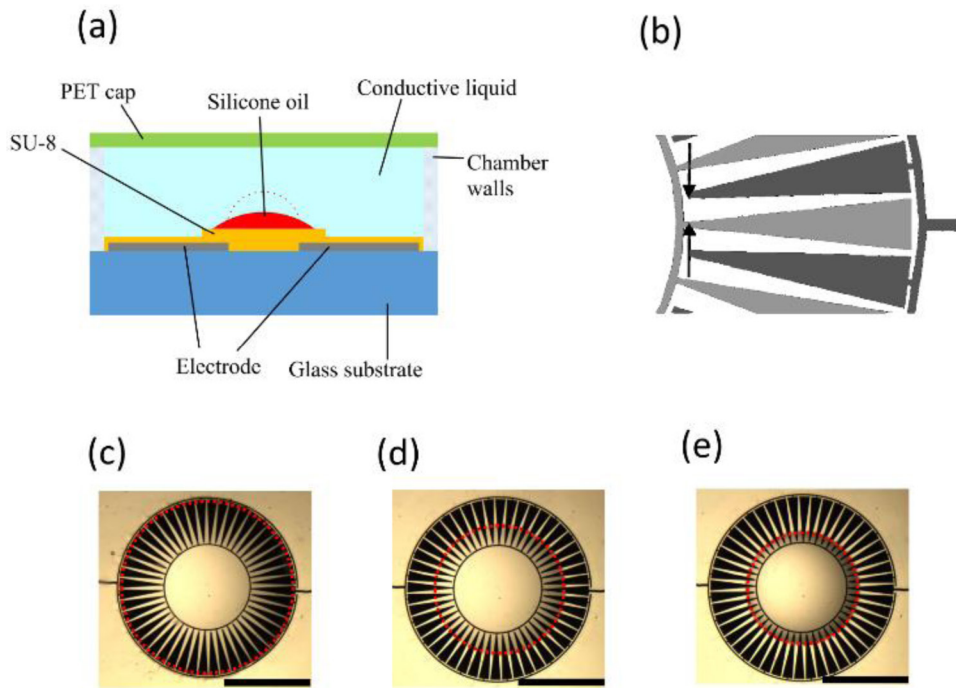 (a)
(b)
PET cap
Silicone oil
Conductive liquid
SU-8
Chamber
walls
Electrode
Glass substrate
(c)
(d)
(e)